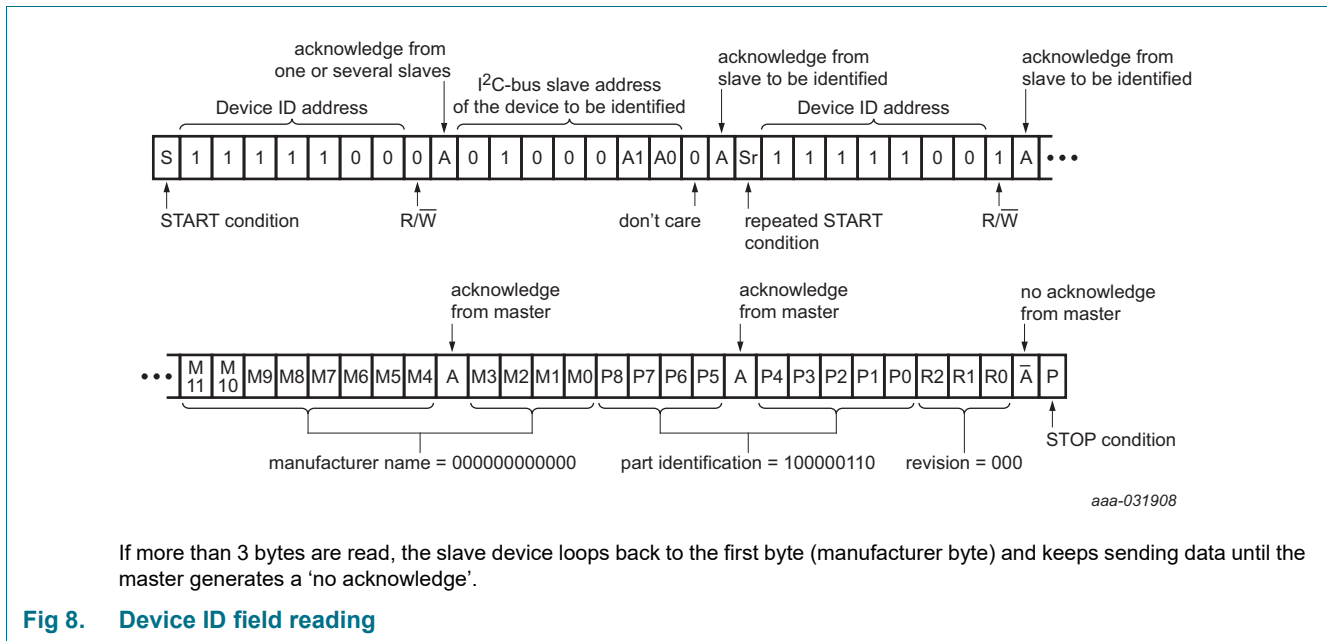 acknowledge from
one or several slaves
I²C-bus slave address
of the device to be identified
acknowledge from
slave to be identified
acknowledge from
slave to be identified
Device ID address
Device ID address
S 1 1 1 1 1 0 0 0 A 0 1 0 0 0 A1 A0 0 A Sr 1 1 1 1 1 0 0 1 A •••
START condition
R/W̅
don't care
repeated START
condition
R/W̅
acknowledge
from master
acknowledge
from master
no acknowledge
from master
••• M11 M10 M9 M8 M7 M6 M5 M4 A M3 M2 M1 M0 P8 P7 P6 P5 A P4 P3 P2 P1 P0 R2 R1 R0 A̅ P
STOP condition
manufacturer name = 000000000000
part identification = 100000110
revision = 000
aaa-031908
If more than 3 bytes are read, the slave device loops back to the first byte (manufacturer byte) and keeps sending data until the
master generates a 'no acknowledge'.
Fig 8. Device ID field reading